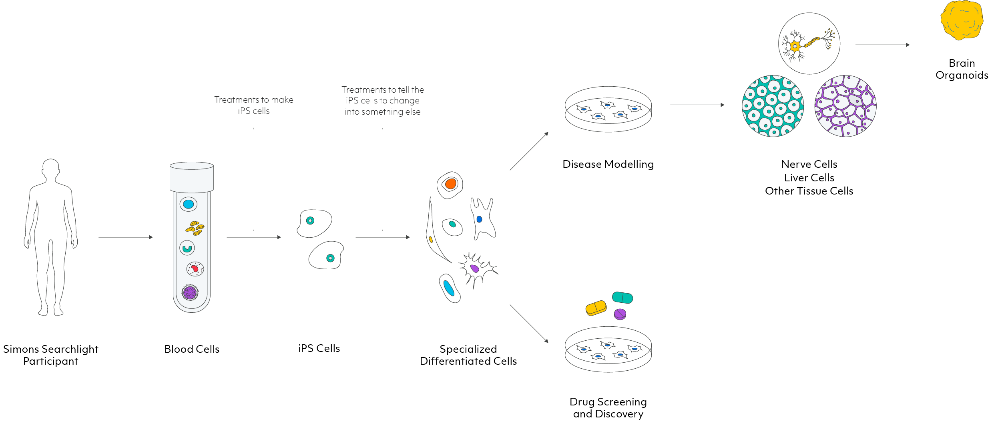 Simons Searchlight
Participant
Blood Cells
Treatments to make
iPS cells
iPS Cells
Treatments to tell the
iPS cells to change
into something else
Specialized
Differentiated Cells
Disease Modelling
Nerve Cells
Liver Cells
Other Tissue Cells
Brain
Organoids
Drug Screening
and Discovery